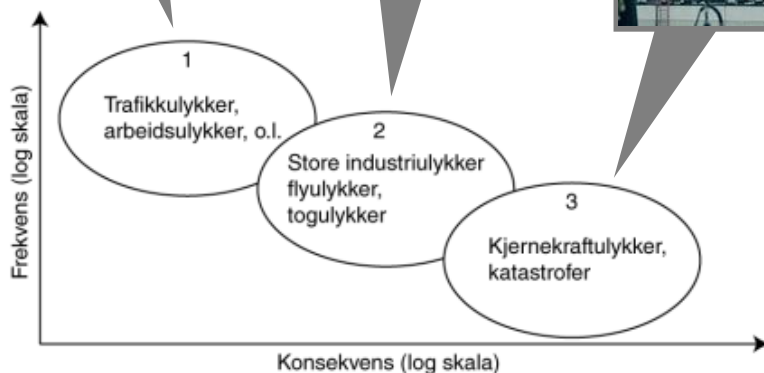 1
Trafikkulykker,
arbeidsulykker, o.l.
2
Store industriulykker
flyulykker,
togulykker
3
Kjernekraftulykker,
katastrofer
Frekvens (log skala)
Konsekvens (log skala)